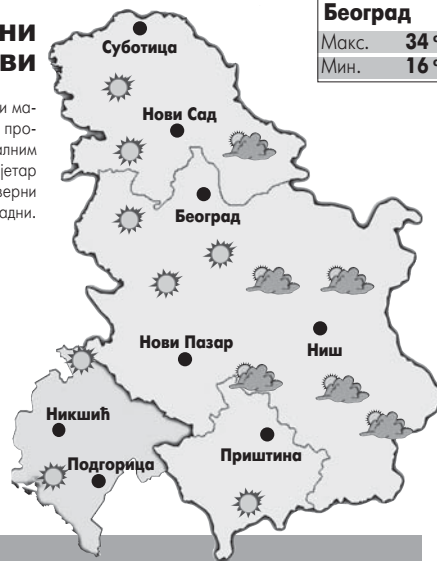 НИ
ВИ
и ма-
про-
алним
јетар
верни
адни.
Београд
Макс. 34
Мин. 16
Суботица
Нови Сад
Београд
Нови Пазар
Ниш
Никшић
Подгорица
Приштина